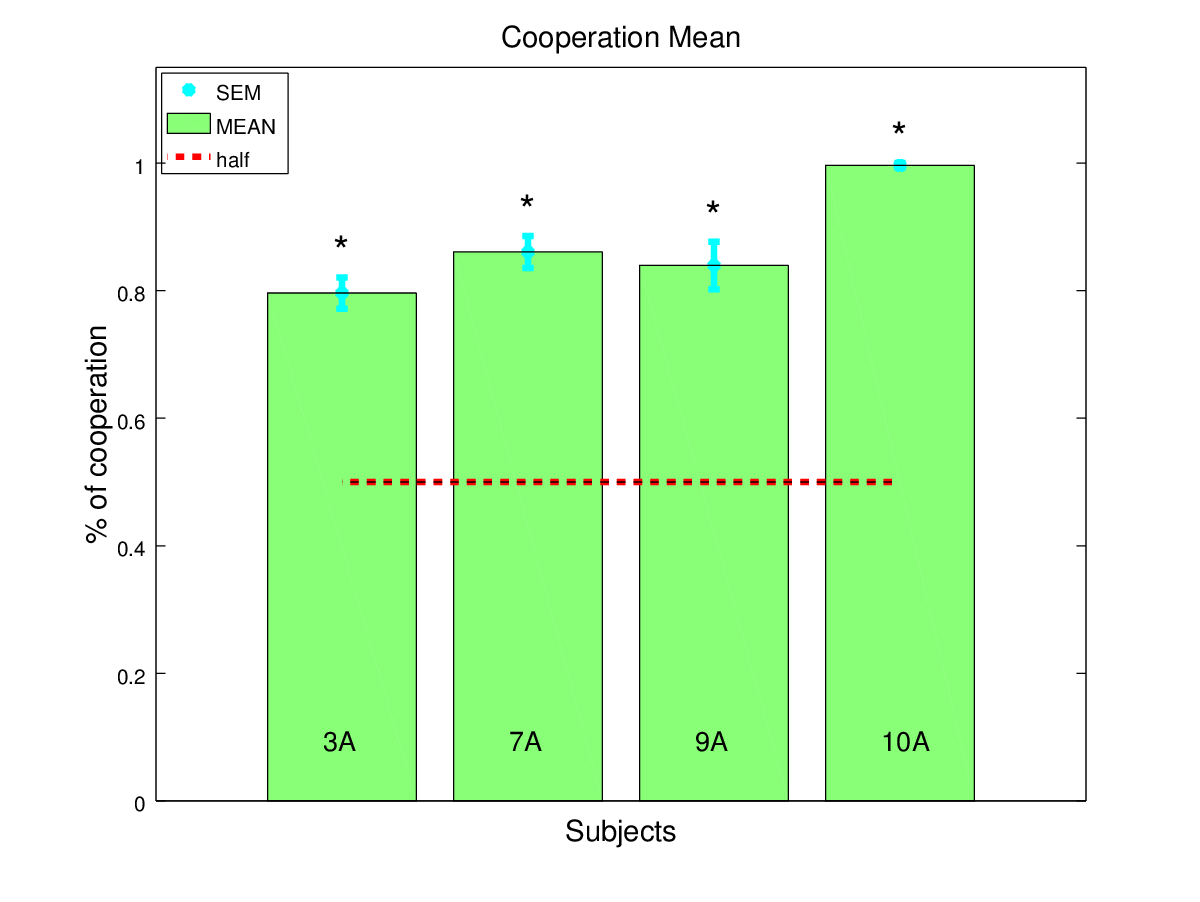 Cooperation Mean
SEM
MEAN
half
*
*
*
*
1
0.8
0.6
0.4
0.2
0
% of cooperation
3A
7A
9A
10A
Subjects